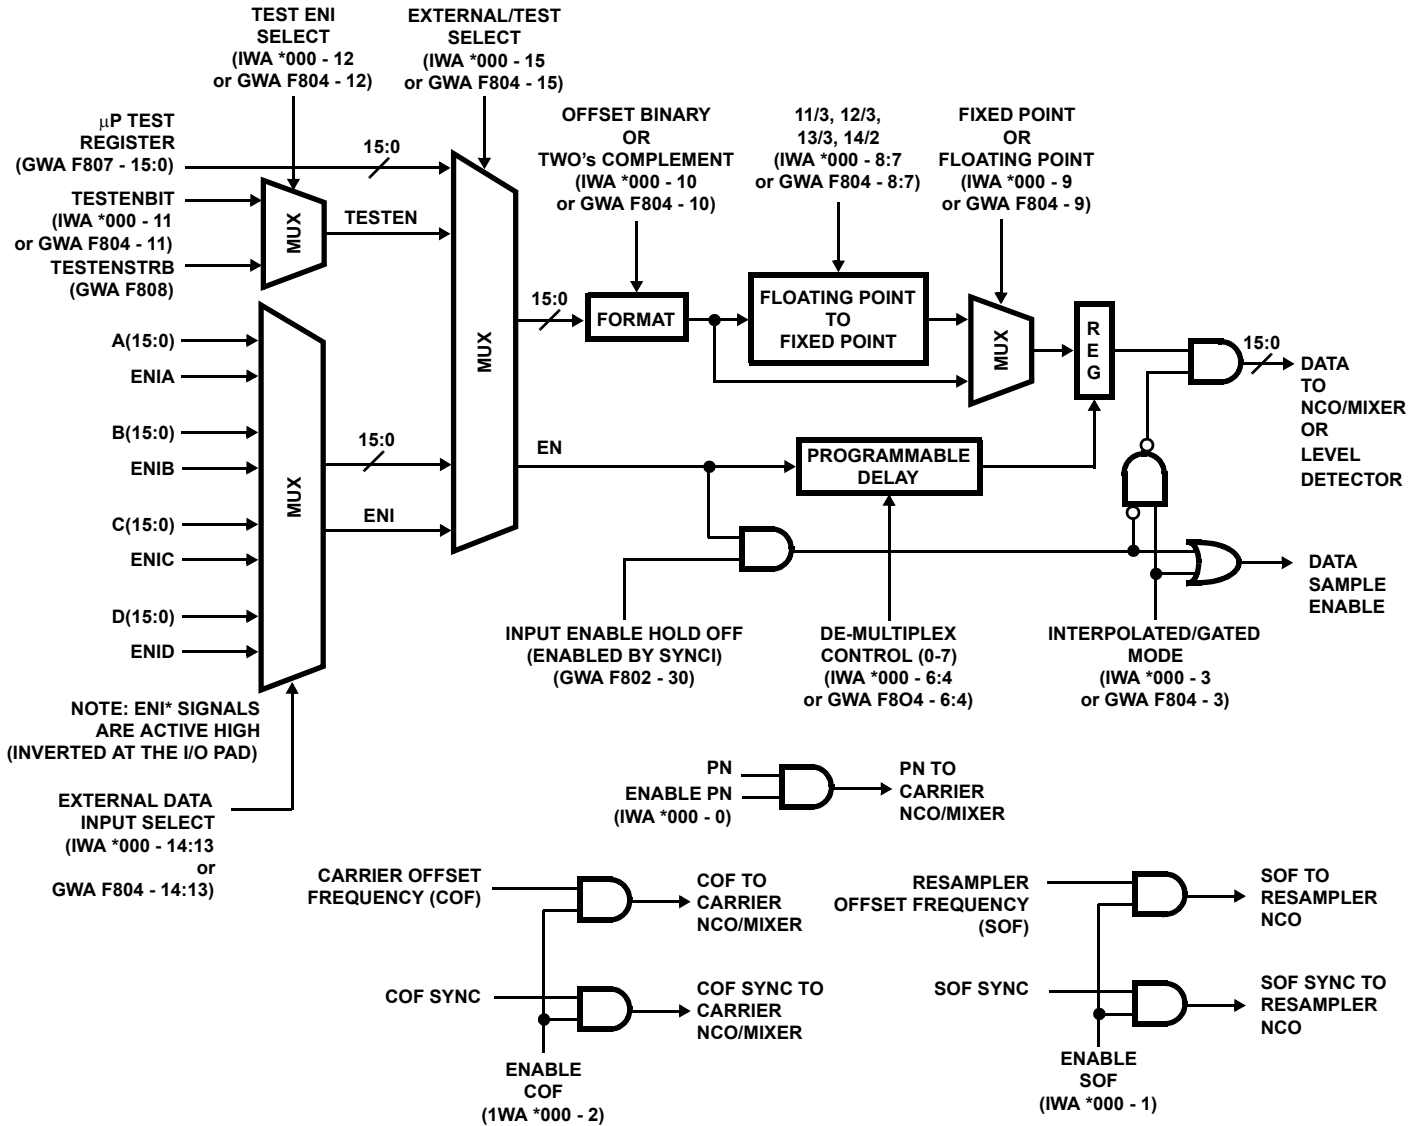 TEST ENI
SELECT
(IWA *000 - 12
or GWA F804 - 12)
EXTERNAL/TEST
SELECT
(IWA *000 - 15
or GWA F804 - 15)
µP TEST
REGISTER
(GWA F807 - 15:0)
15:0
TESTENBIT
(IWA *000 - 11
or GWA F804 - 11)
TESTENSTRB
(GWA F808)
MUX
TESTEN
OFFSET BINARY
OR
TWO's COMPLEMENT
(IWA *000 - 10
or GWA F804 - 10)
11/3, 12/3,
13/3, 14/2
(IWA *000 - 8:7
or GWA F804 - 8:7)
FIXED POINT
OR
FLOATING POINT
(IWA *000 - 9
or GWA F804 - 9)
A(15:0)
ENIA
B(15:0)
ENIB
C(15:0)
ENIC
D(15:0)
ENID
MUX
15:0
ENI
MUX
15:0
FORMAT
FLOATING POINT
TO
FIXED POINT
MUX
R
E
G
15:0
DATA
TO
NCO/MIXER
OR
LEVEL
DETECTOR
EN
PROGRAMMABLE
DELAY
DATA
SAMPLE
ENABLE
INPUT ENABLE HOLD OFF
(ENABLED BY SYNCI)
(GWA F802 - 30)
DE-MULTIPLEX
CONTROL (0-7)
(IWA *000 - 6:4
or GWA F8O4 - 6:4)
INTERPOLATED/GATED
MODE
(IWA *000 - 3
or GWA F804 - 3)
NOTE: ENI* SIGNALS
ARE ACTIVE HIGH
(INVERTED AT THE I/O PAD)
EXTERNAL DATA
INPUT SELECT
(IWA *000 - 14:13
or
GWA F804 - 14:13)
PN
ENABLE PN
(IWA *000 - 0)
PN TO
CARRIER
NCO/MIXER
CARRIER OFFSET
FREQUENCY (COF)
COF TO
CARRIER
NCO/MIXER
COF SYNC
COF SYNC TO
CARRIER
NCO/MIXER
ENABLE
COF
(1WA *000 - 2)
RESAMPLER
OFFSET FREQUENCY
(SOF)
SOF TO
RESAMPLER
NCO
SOF SYNC
SOF SYNC TO
RESAMPLER
NCO
ENABLE
SOF
(IWA *000 - 1)